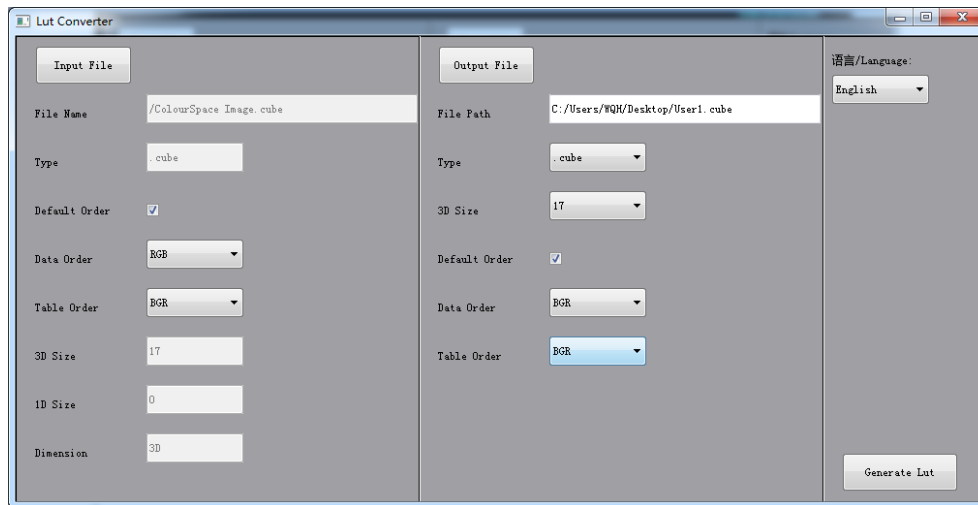 Lut Converter
Input File
File Name /ColourSpace Image.cube
Type .cube
Default Order
Data Order RGB
Table Order BGR
3D Size 17
1D Size 0
Dimension 3D
Output File
File Path C:/Users/WQH/Desktop/User1.cube
Type .cube
3D Size 17
Default Order
Data Order BGR
Table Order BGR
语言/Language:
English
Generate Lut